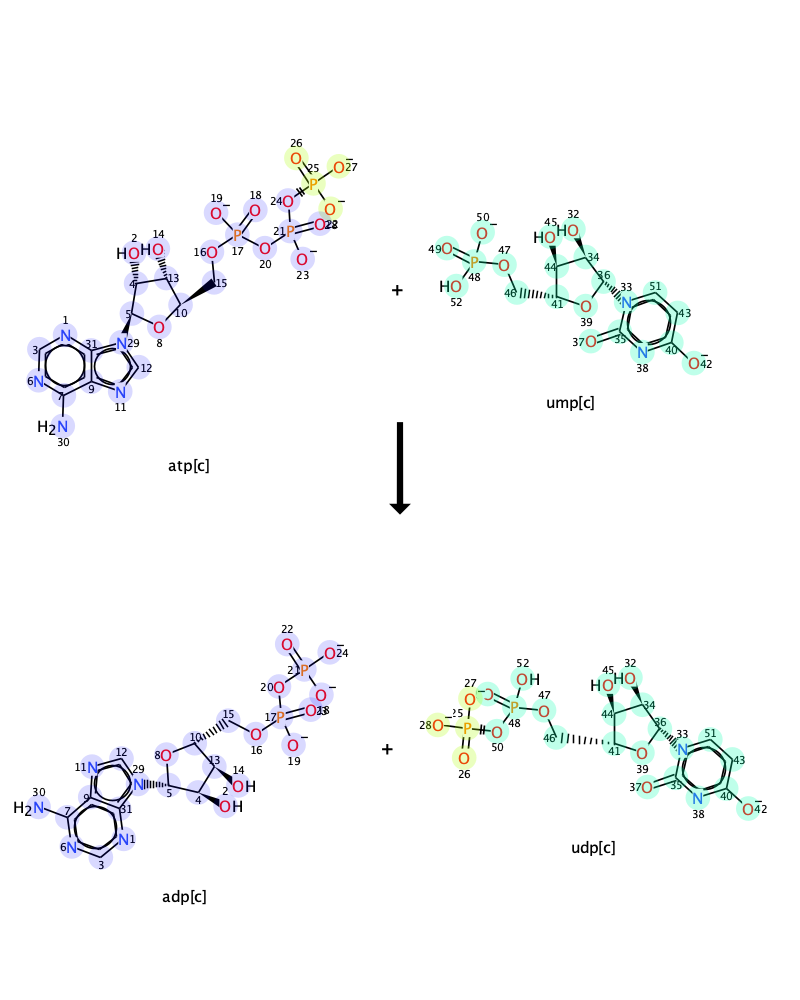 26
25
O
O
−
27
P
19
−
18
24
O
O
−
O
O
28
2
14
21
P
O
22
HO
HO
16
O
17
P
O
20
O
−
23
4
13
15
5
10
O
8
1
N
31
N
29
3
12
6
N
9
N
11
7
H₂N
30
atp[c]
+
50
−
O
49
O
47
O
P
48
HO
52
46
45
HO
32
HO
44
34
36
41
O
39
33
N
51
43
37
O
35
N
38
40
O
−
42
ump[c]
22
O
−
O
24
21
P
20
O
O
−
23
17
P
O
18
15
O
16
O
−
19
10
8
O
13
14
OH
2
OH
4
5
12
11
N
29
N
30
H₂N
9
31
7
6
N
N
1
3
adp[c]
+
52
OH
27
−
O
O
P
48
47
O
28
−
O
25
P
O
50
O
26
46
45
HO
32
HO
44
34
36
41
O
39
33
N
51
43
37
O
35
N
38
40
O
−
42
udp[c]